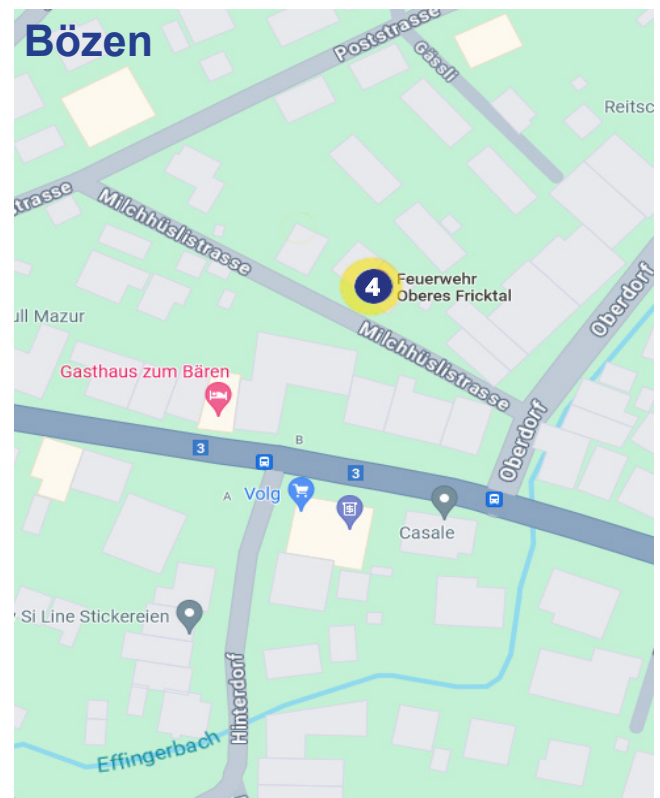 Bözen
Poststrasse
Gässli
Reitsc
strasse
Milchhüslistrasse
4
Feuerwehr
Oberes Fricktal
Oberdorf
ull Mazur
Milchhüslistrasse
Gasthaus zum Bären
Oberdorf
3
B
3
A
Volg
Casale
Si Line Stickereien
Hinterdorf
Effingerbach